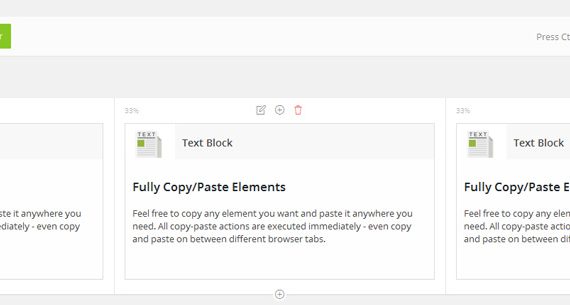 Press Ct
33%
33%
TEXT
Text Block
TEXT
Text Block
Fully Copy/Paste Elements
Fully Copy/Paste E
ste it anywhere you
Feel free to copy any element you want and paste it anywhere you
Feel free to copy any elem
diately - even copy
need. All copy-paste actions are executed immediately - even copy
need. All copy-paste actio
and paste on between different browser tabs.
and paste on between dif